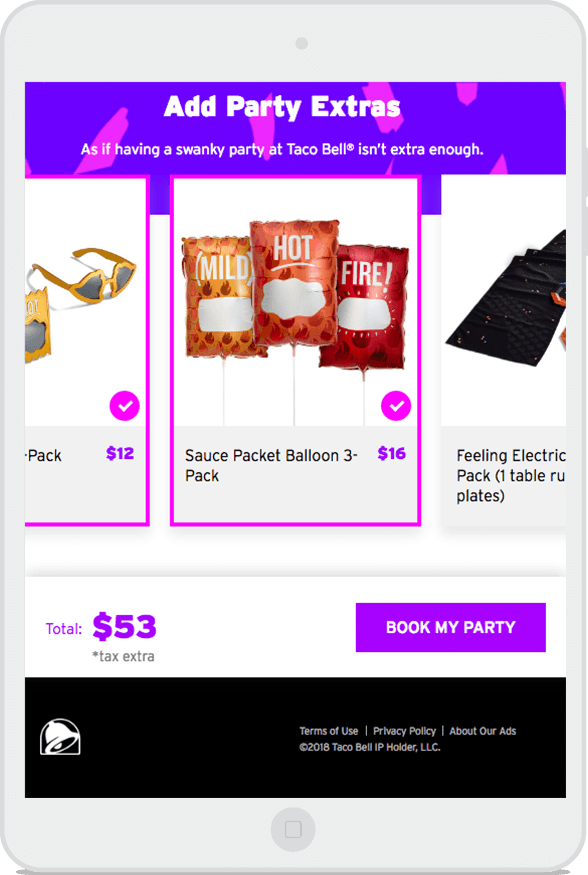 Add Party Extras
As if having a swanky party at Taco Bell® isn't extra enough.
(MILD)
HOT
FIRE!
-Pack
$12
Sauce Packet Balloon 3-
Pack
$16
Feeling Electric
Pack (1 table ru
plates)
Total: $53
*tax extra
BOOK MY PARTY
Terms of Use | Privacy Policy | About Our Ads
©2018 Taco Bell IP Holder, LLC.